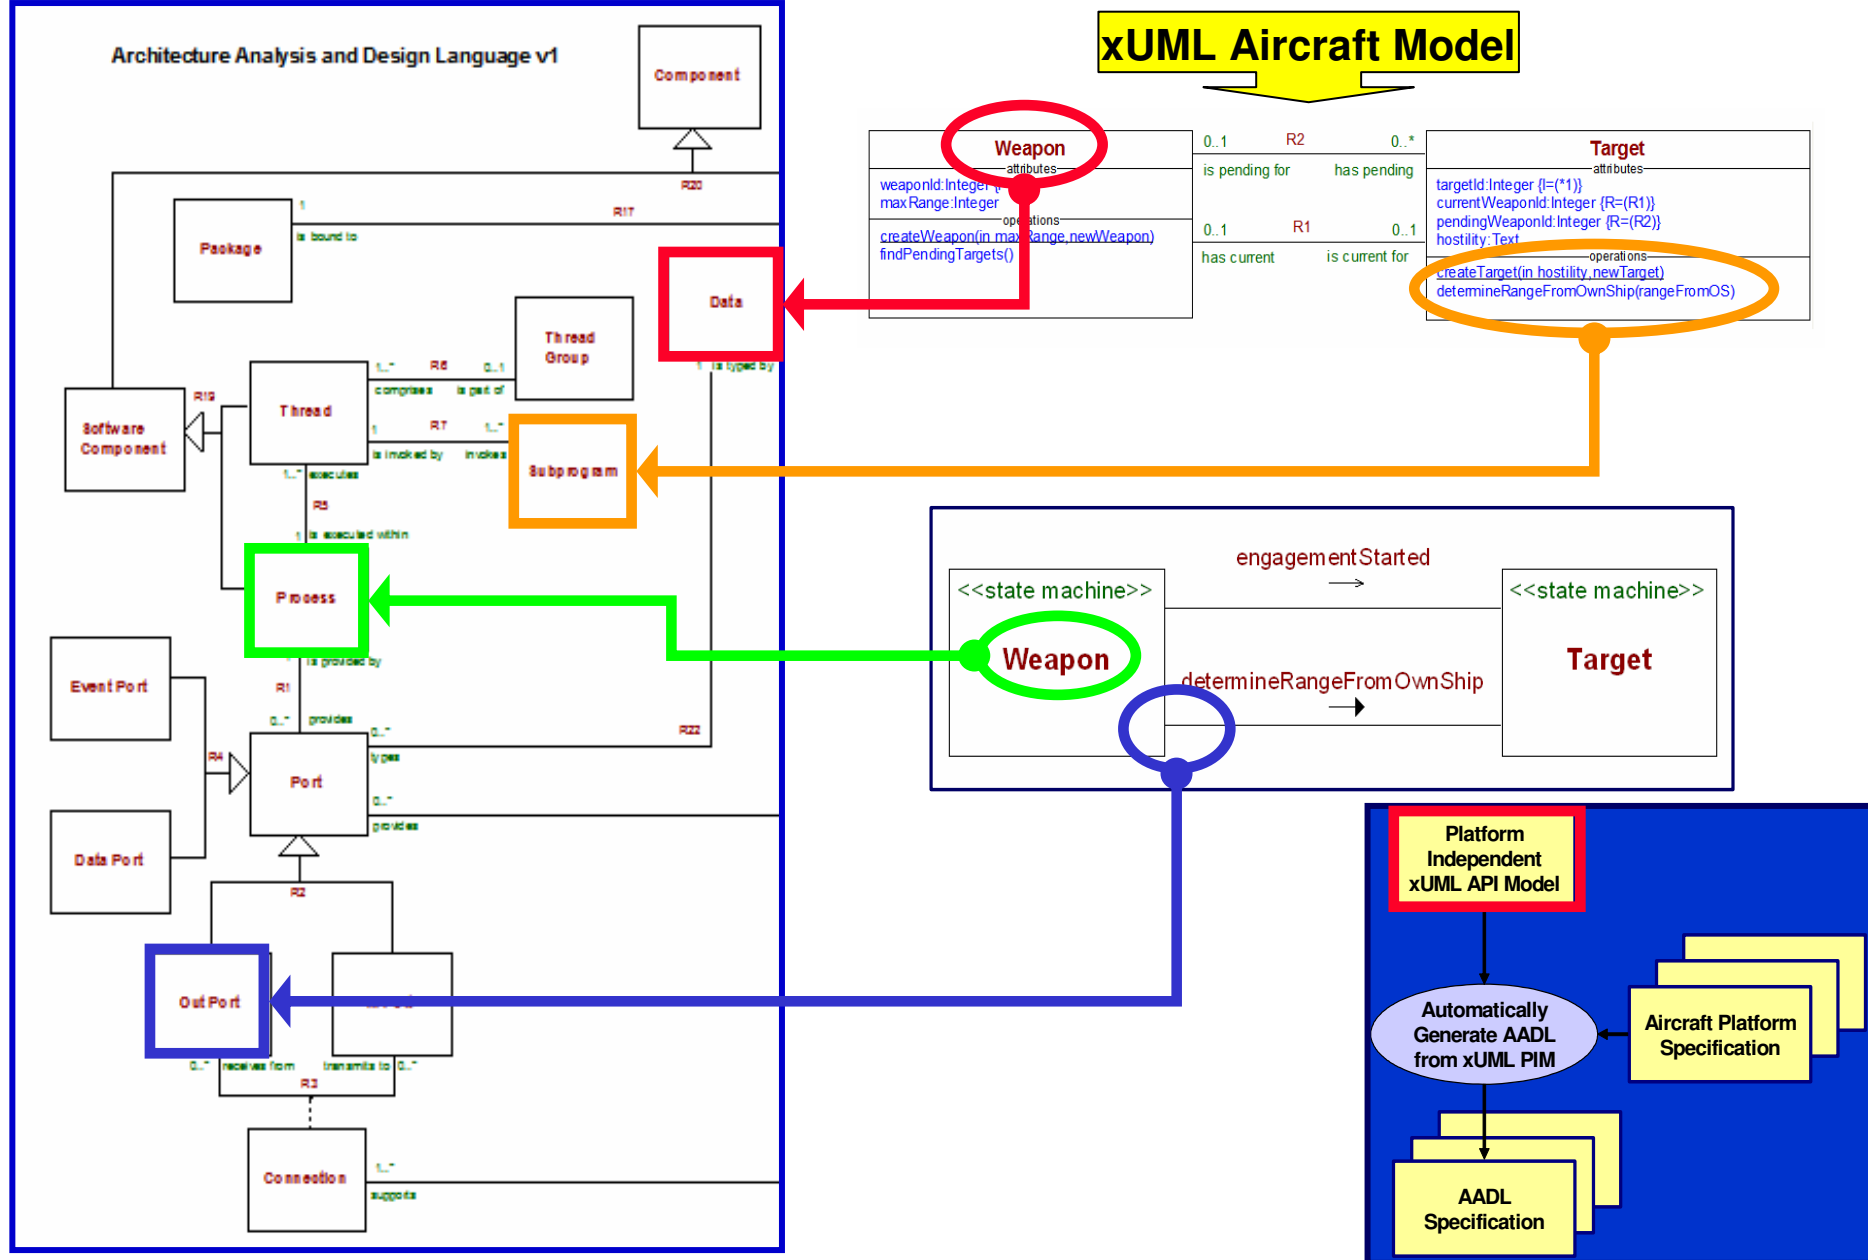 Architecture Analysis and Design Language v1
Component
R20
1
R17
is bound to
Package
Data
1 is typed by
Thread
Group
1..* R6 0..1
comprises is part of
Thread
R19
Software
Component
1 R7 1..*
is invoked by invokes
Subprogram
1..* executes
R5
1 is executed within
Process
is provided by
R1
0..* provides
Event Port
R4
Data Port
Port
0..*
types
R22
0..*
provides
R2
Out Port
0..* receives from
transmits to 0..*
R3
Connection
1..*
supports
xUML Aircraft Model
Weapon
attributes
weaponId:Integer
maxRange:Integer
operations
createWeapon(in maxRange,newWeapon)
findPendingTargets()
0..1 R2 0..*
is pending for has pending
0..1 R1 0..1
has current is current for
Target
attributes
targetId:Integer {I=(*1)}
currentWeaponId:Integer {R=(R1)}
pendingWeaponId:Integer {R=(R2)}
hostility:Text
operations
createTarget(in hostility,newTarget)
determineRangeFromOwnShip(rangeFromOS)
engagementStarted
<<state machine>>
Weapon
determineRangeFromOwnShip
<<state machine>>
Target
Platform
Independent
xUML API Model
Automatically
Generate AADL
from xUML PIM
Aircraft Platform
Specification
AADL
Specification